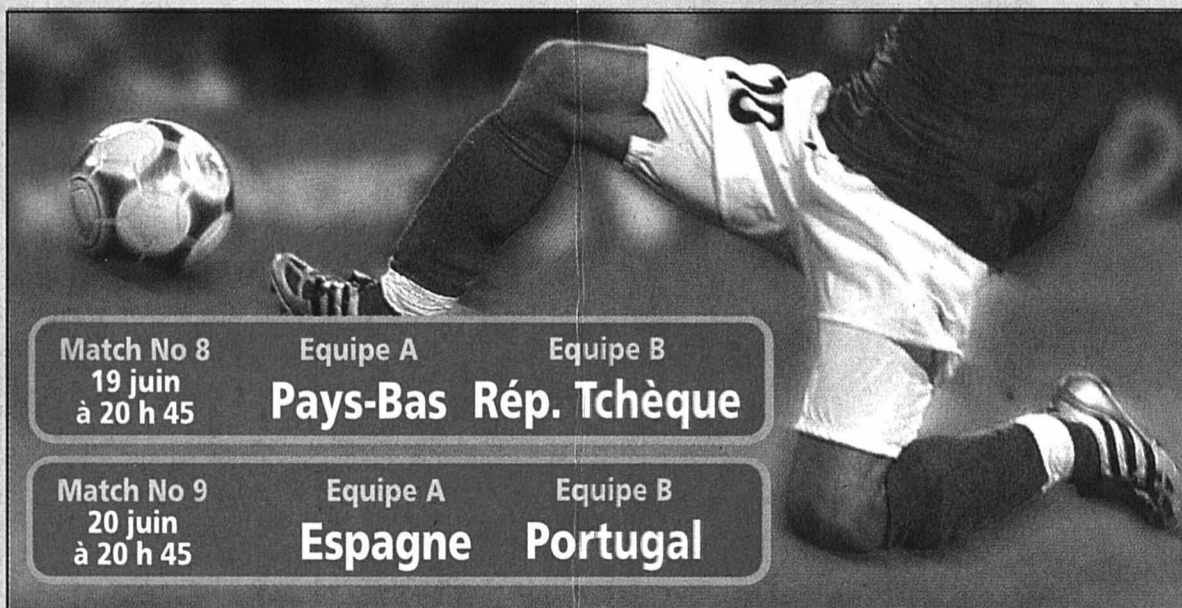 10
Match No 8 Equipe A Equipe B
19 juin
à 20 h 45
Pays-Bas Rép. Tchèque
Match No 9 Equipe A Equipe B
20 juin
à 20 h 45
Espagne Portugal